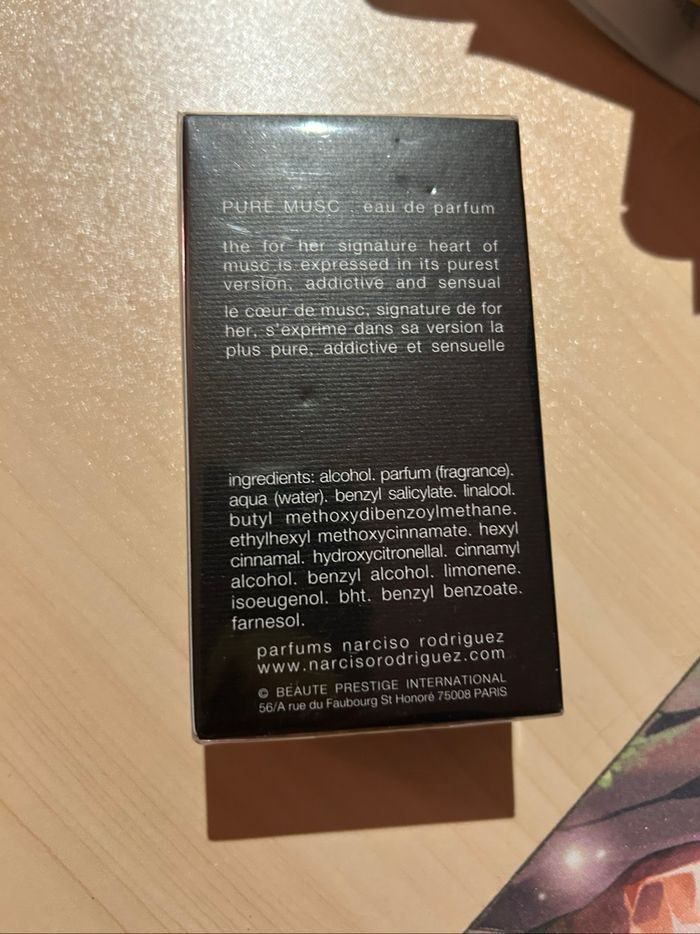 PURE MUSC . eau de parfum
the for her signature heart of
musc is expressed in its purest
version, addictive and sensual
le cœur de musc, signature de for
her, s'exprime dans sa version la
plus pure, addictive et sensuelle
ingredients: alcohol. parfum (fragrance).
aqua (water). benzyl salicylate. linalool.
butyl methoxydibenzoylmethane.
ethylhexyl methoxycinnamate. hexyl
cinnamal. hydroxycitronellal. cinnamyl
alcohol. benzyl alcohol. limonene.
isoeugenol. bht. benzyl benzoate.
farnesol.
parfums narciso rodriguez
www.narcisorodriguez.com
© BEAUTE PRESTIGE INTERNATIONAL
56/A rue du Faubourg St Honoré 75008 PARIS